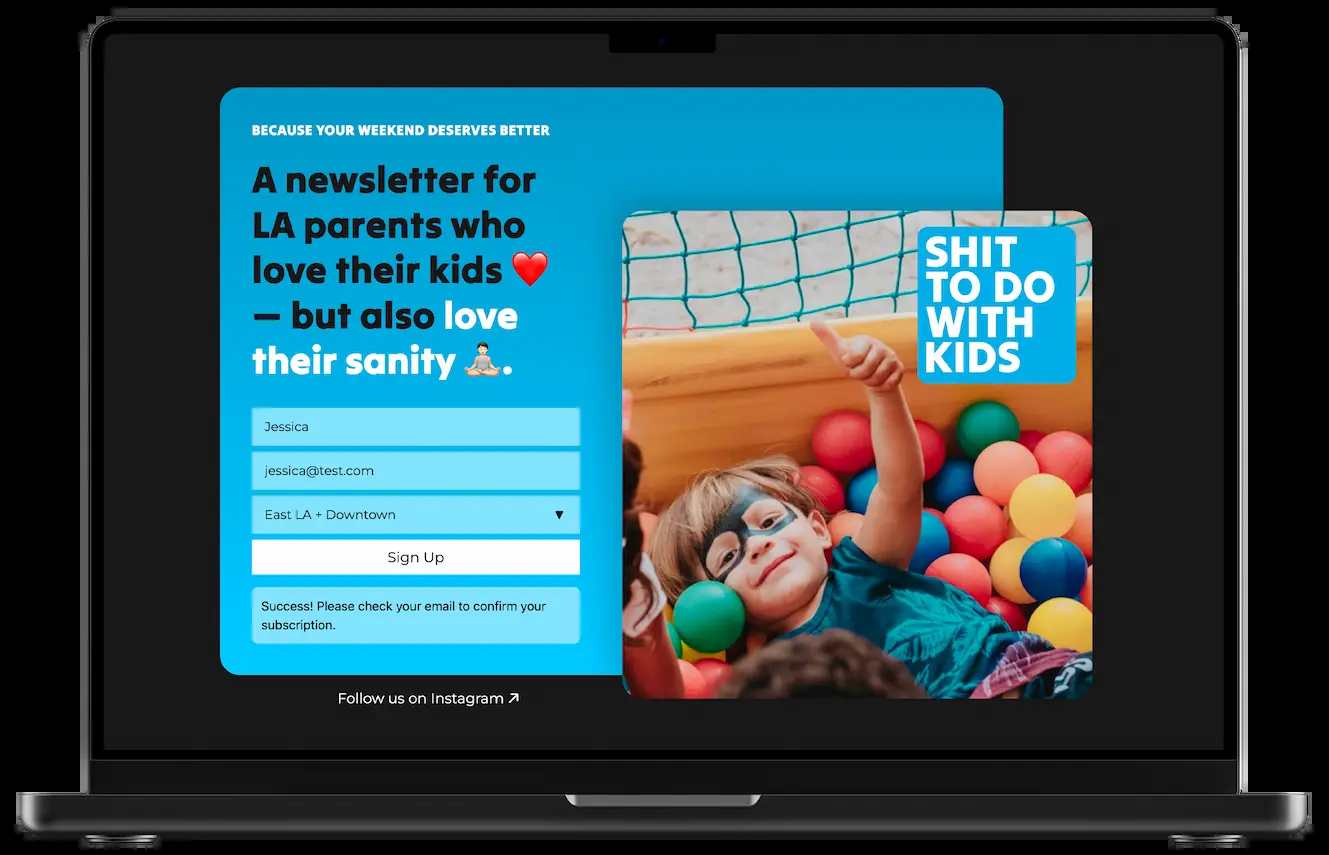 BECAUSE YOUR WEEKEND DESERVES BETTER
A newsletter for
LA parents who
love their kids ❤️
— but also love
their sanity 🧘🏻.
Jessica
jessica@test.com
East LA + Downtown ▼
Sign Up
Success! Please check your email to confirm your
subscription.
Follow us on Instagram ↗
SHIT
TO DO
WITH
KIDS